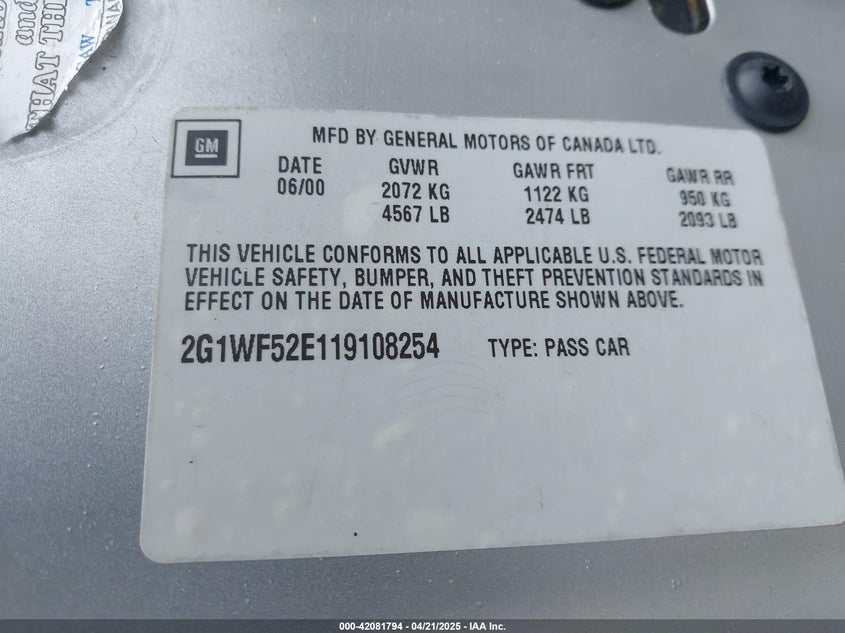 and
THAT THI
GM
MFD BY GENERAL MOTORS OF CANADA LTD.
DATE GVWR GAWR FRT GAWR RR
06/00 2072 KG 1122 KG 950 KG
4567 LB 2474 LB 2093 LB
THIS VEHICLE CONFORMS TO ALL APPLICABLE U.S. FEDERAL MOTOR
VEHICLE SAFETY, BUMPER, AND THEFT PREVENTION STANDARDS IN
EFFECT ON THE DATE OF MANUFACTURE SHOWN ABOVE.
2G1WF52E119108254 TYPE: PASS CAR
000-42081794 - 04/21/2025 - IAA Inc.